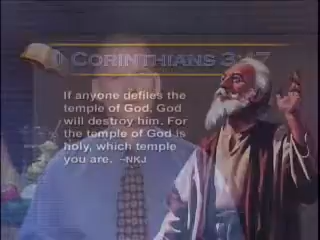 1 Corinthians 3:17
If anyone defiles the
temple of God, God
will destroy him. For
the temple of God is
holy, which temple
you are. ~NKJ